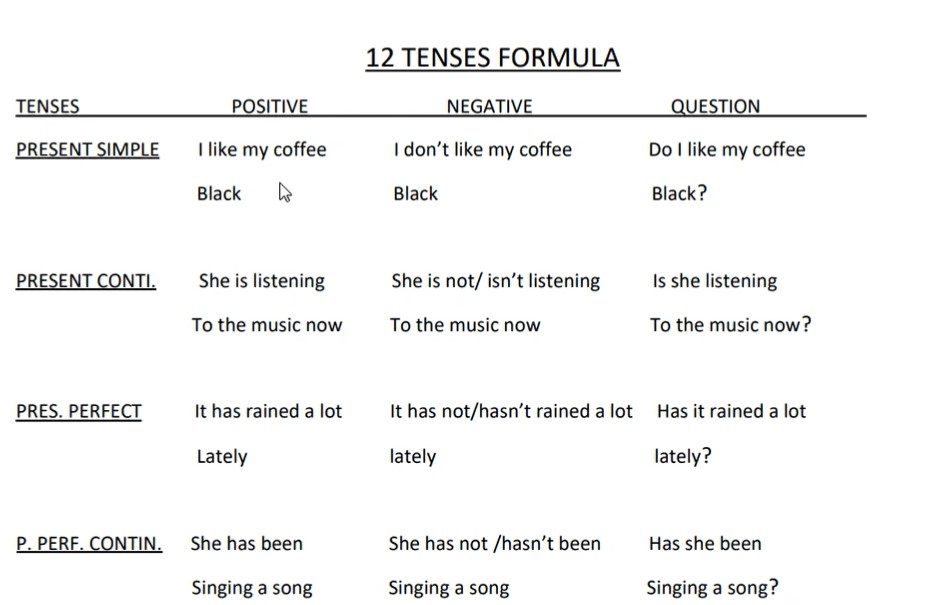 12 TENSES FORMULA
TENSES POSITIVE NEGATIVE QUESTION
PRESENT SIMPLE I like my coffee I don’t like my coffee Do I like my coffee
Black Black Black?
PRESENT CONTI. She is listening She is not/ isn’t listening Is she listening
To the music now To the music now To the music now?
PRES. PERFECT It has rained a lot It has not/hasn’t rained a lot Has it rained a lot
Lately lately lately?
P. PERF. CONTIN. She has been She has not /hasn’t been Has she been
Singing a song Singing a song Singing a song?